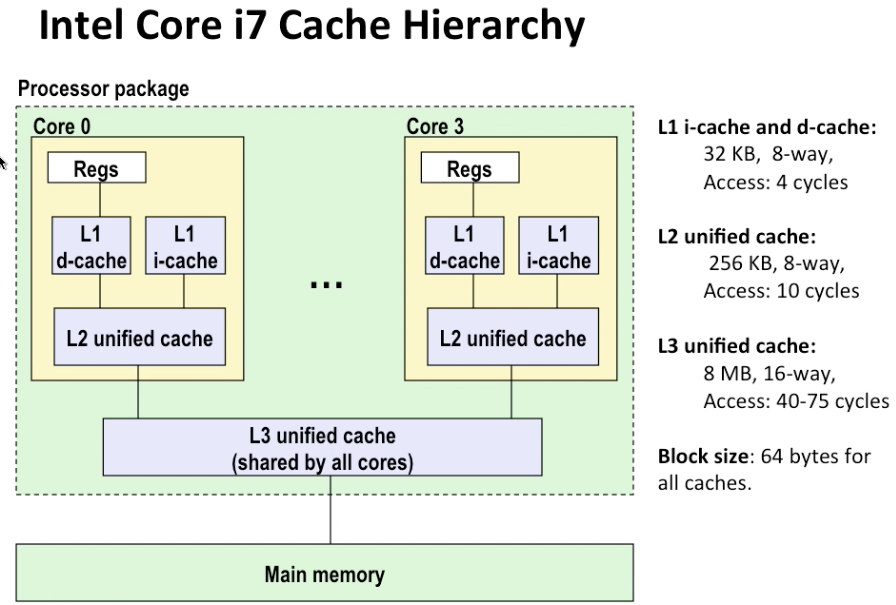 Intel Core i7 Cache Hierarchy
Processor package
Core 0
Regs
L1
d-cache
L1
i-cache
L2 unified cache
...
Core 3
Regs
L1
d-cache
L1
i-cache
L2 unified cache
L3 unified cache
(shared by all cores)
Main memory
L1 i-cache and d-cache:
32 KB, 8-way,
Access: 4 cycles
L2 unified cache:
256 KB, 8-way,
Access: 10 cycles
L3 unified cache:
8 MB, 16-way,
Access: 40-75 cycles
Block size: 64 bytes for
all caches.